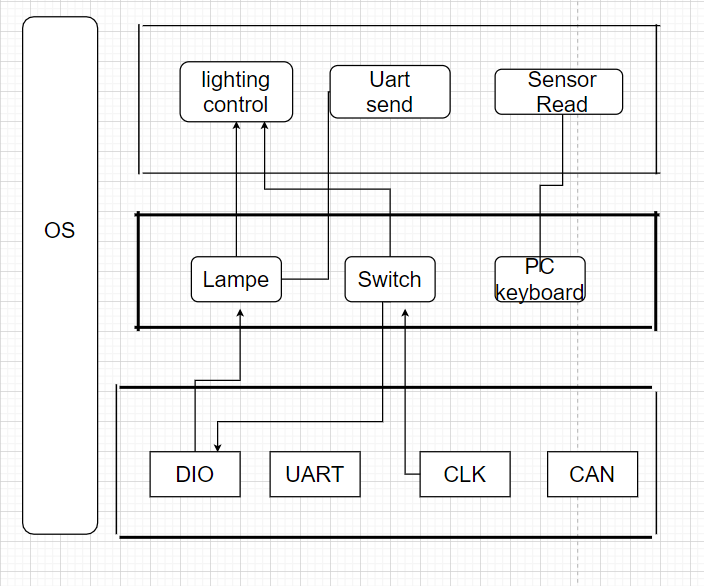 lighting
control
Uart
send
Sensor
Read
OS
Lampe
Switch
PC
keyboard
DIO
UART
CLK
CAN